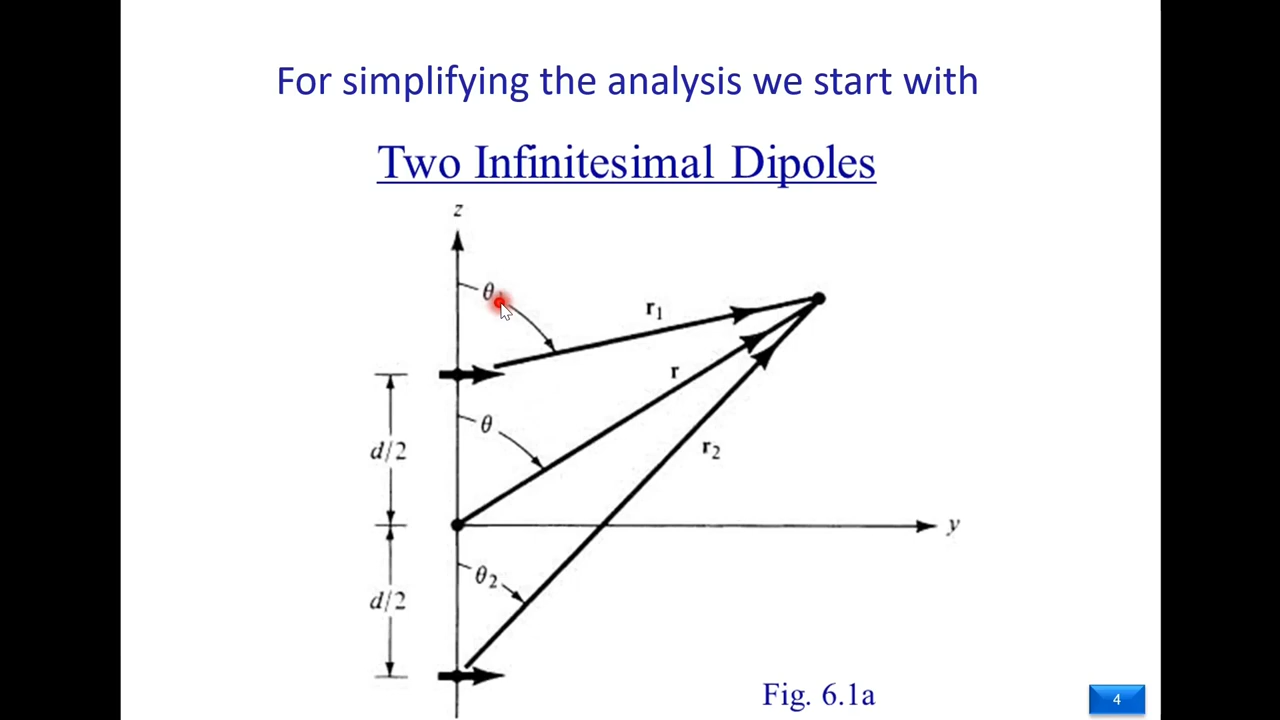 For simplifying the analysis we start with
Two Infinitesimal Dipoles
z
θ
r1
r
θ
d/2
r2
y
θ2
d/2
Fig. 6.1a
4